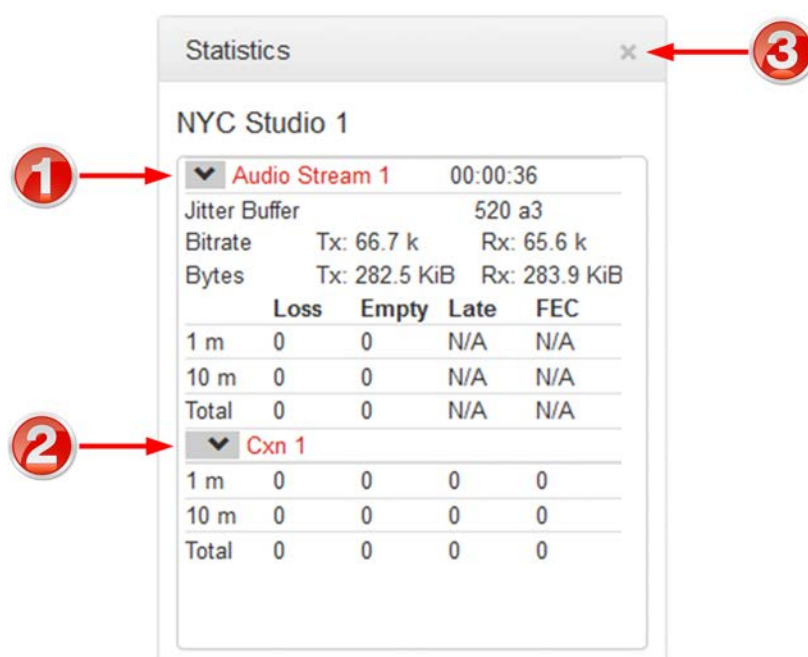 Statistics ×
3
NYC Studio 1
1
Audio Stream 1 00:00:36
Jitter Buffer 520 a3
Bitrate Tx: 66.7 k Rx: 65.6 k
Bytes Tx: 282.5 KiB Rx: 283.9 KiB
Loss Empty Late FEC
1 m 0 0 N/A N/A
10 m 0 0 N/A N/A
Total 0 0 N/A N/A
2
Cxn 1
1 m 0 0 0 0
10 m 0 0 0 0
Total 0 0 0 0